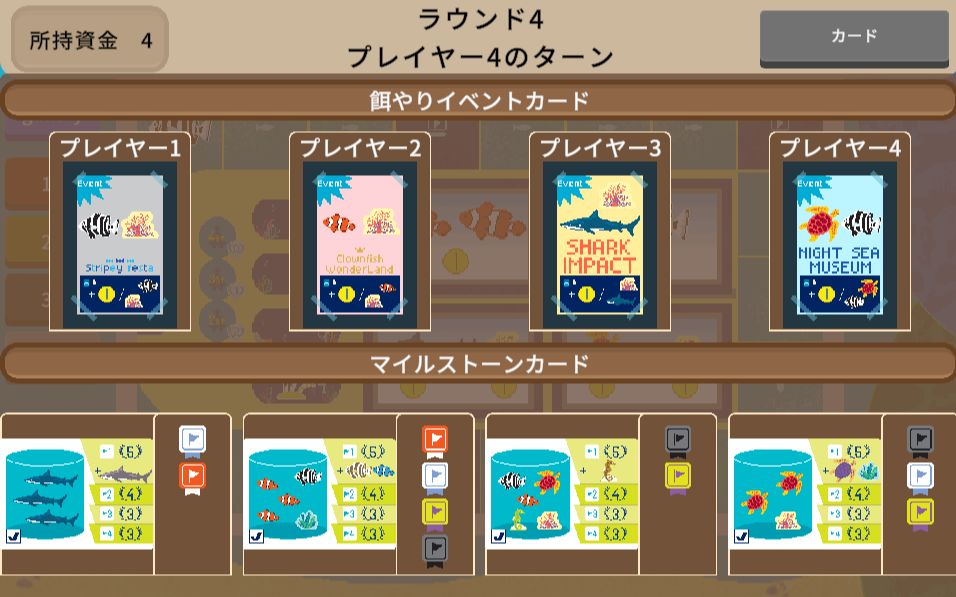 所持資金 4
ラウンド4
プレイヤー4のターン
カード
餌やりイベントカード
プレイヤー1
プレイヤー2
プレイヤー3
プレイヤー4
Event
Stripey festa
+ 1 /
Event
Clownfish
WonderLand
+ 1 /
Event
SHARK
IMPACT
+ 1 /
Event
NIGHT SEA
MUSEUM
+ 1 /
マイルストーンカード
1 (5)
+
2 (4)
3 (3)
4 (3)
1 (5)
+
2 (4)
3 (3)
4 (3)
1 (5)
+
2 (4)
3 (3)
4 (3)
1 (5)
+
2 (4)
3 (3)
4 (3)